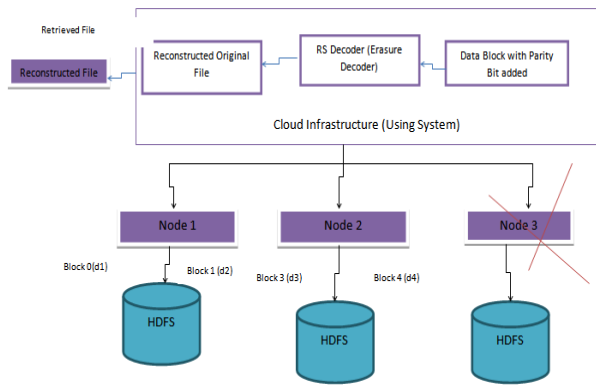 Retrieved File
Reconstructed File
Reconstructed Original
File
RS Decoder (Erasure
Decoder)
Data Block with Parity
Bit added
Cloud Infrastructure (Using System)
Node 1
Node 2
Node 3
Block 0(d1)
Block 1 (d2)
Block 3 (d3)
Block 4 (d4)
HDFS
HDFS
HDFS